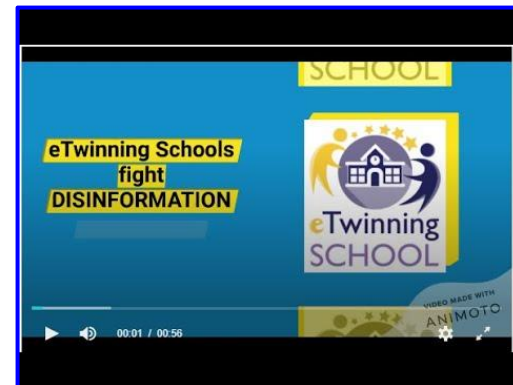 SCHOOL
eTwinning Schools
fight
DISINFORMATION
eTwinning
SCHOOL
VIDEO MADE WITH
ANIMOTO
00:01 / 00:56